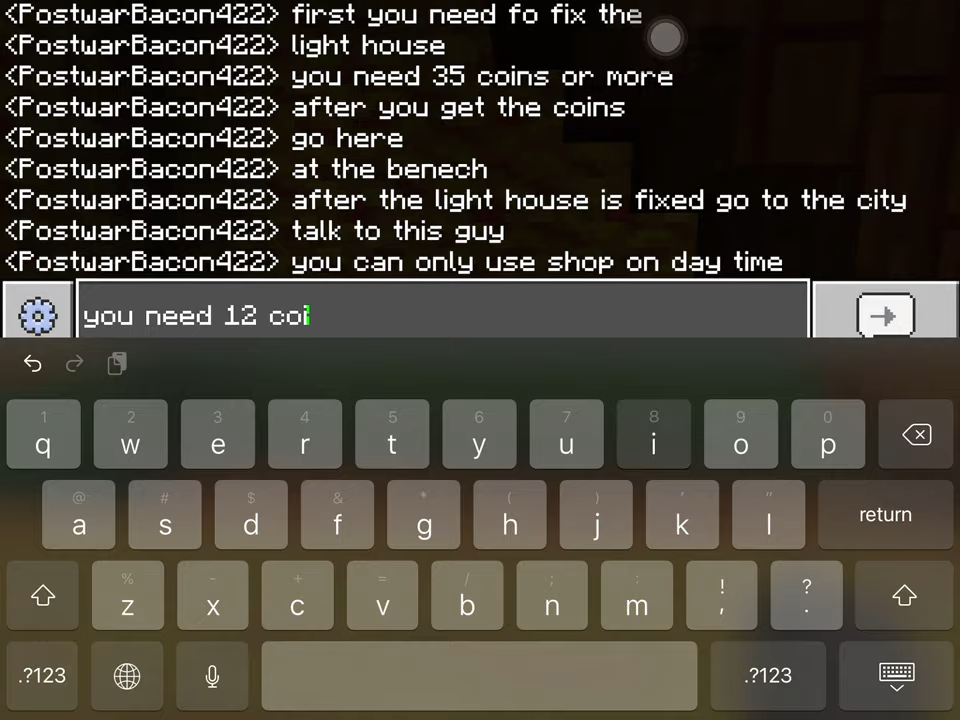 <PostwarBacon422> first you need fo fix the
<PostwarBacon422> light house
<PostwarBacon422> you need 35 coins or more
<PostwarBacon422> after you get the coins
<PostwarBacon422> go here
<PostwarBacon422> at the benech
<PostwarBacon422> after the light house is fixed go to the city
<PostwarBacon422> talk to this guy
<PostwarBacon422> you can only use shop on day time
you need 12 coi
1 2 3 4 5 6 7 8 9 0
q w e r t y u i o p
@ # $ & * ( ) ' "
a s d f g h j k l return
% - + = / ; : ! ?
z x c v b n m , .
.?123 .?123